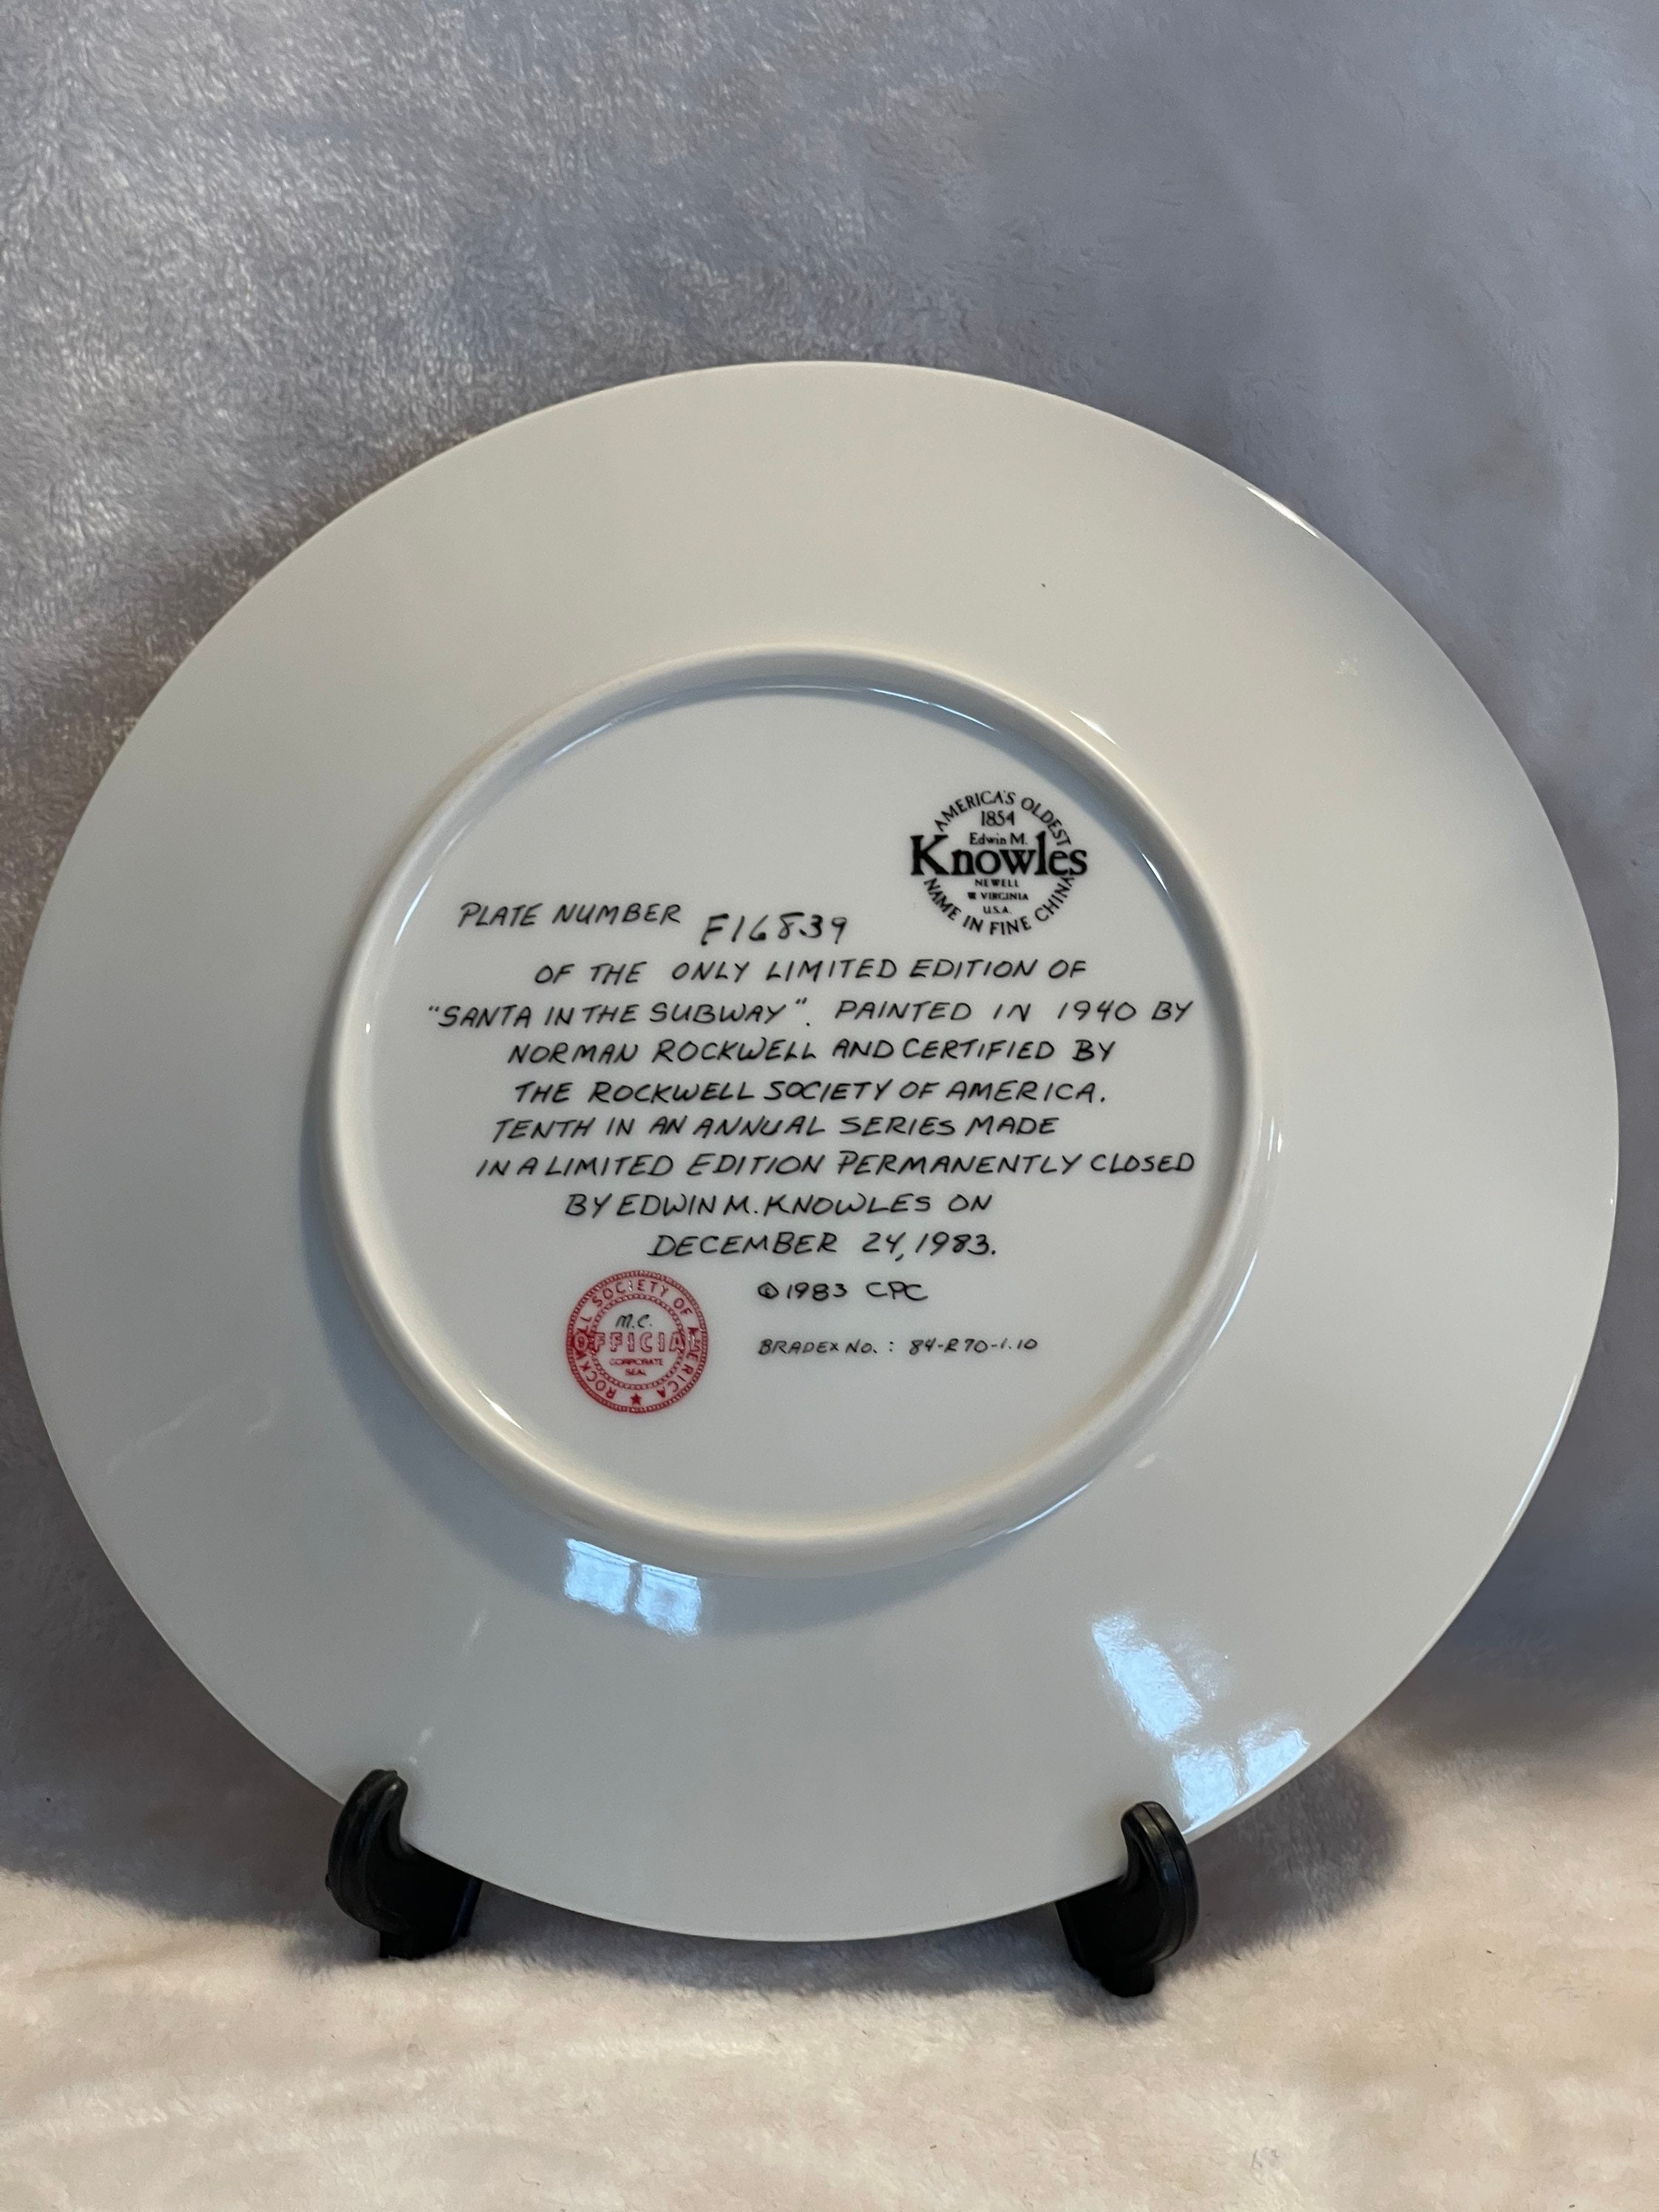 AMERICA'S OLDEST
1854
Edwin M.
Knowles
NEWELL
W VIRGINIA
U.S.A.
NAME IN FINE CHINA
PLATE NUMBER F16839
OF THE ONLY LIMITED EDITION OF
"SANTA IN THE SUBWAY". PAINTED IN 1940 BY
NORMAN ROCKWELL AND CERTIFIED BY
THE ROCKWELL SOCIETY OF AMERICA.
TENTH IN AN ANNUAL SERIES MADE
IN A LIMITED EDITION PERMANENTLY CLOSED
BY EDWIN M. KNOWLES ON
DECEMBER 24, 1983.
©1983 CPC
BRADEX NO. : 84-R70-1.10
ROCKWELL SOCIETY OF AMERICA
M.C.
OFFICIAL
CORPORATE
SEAL